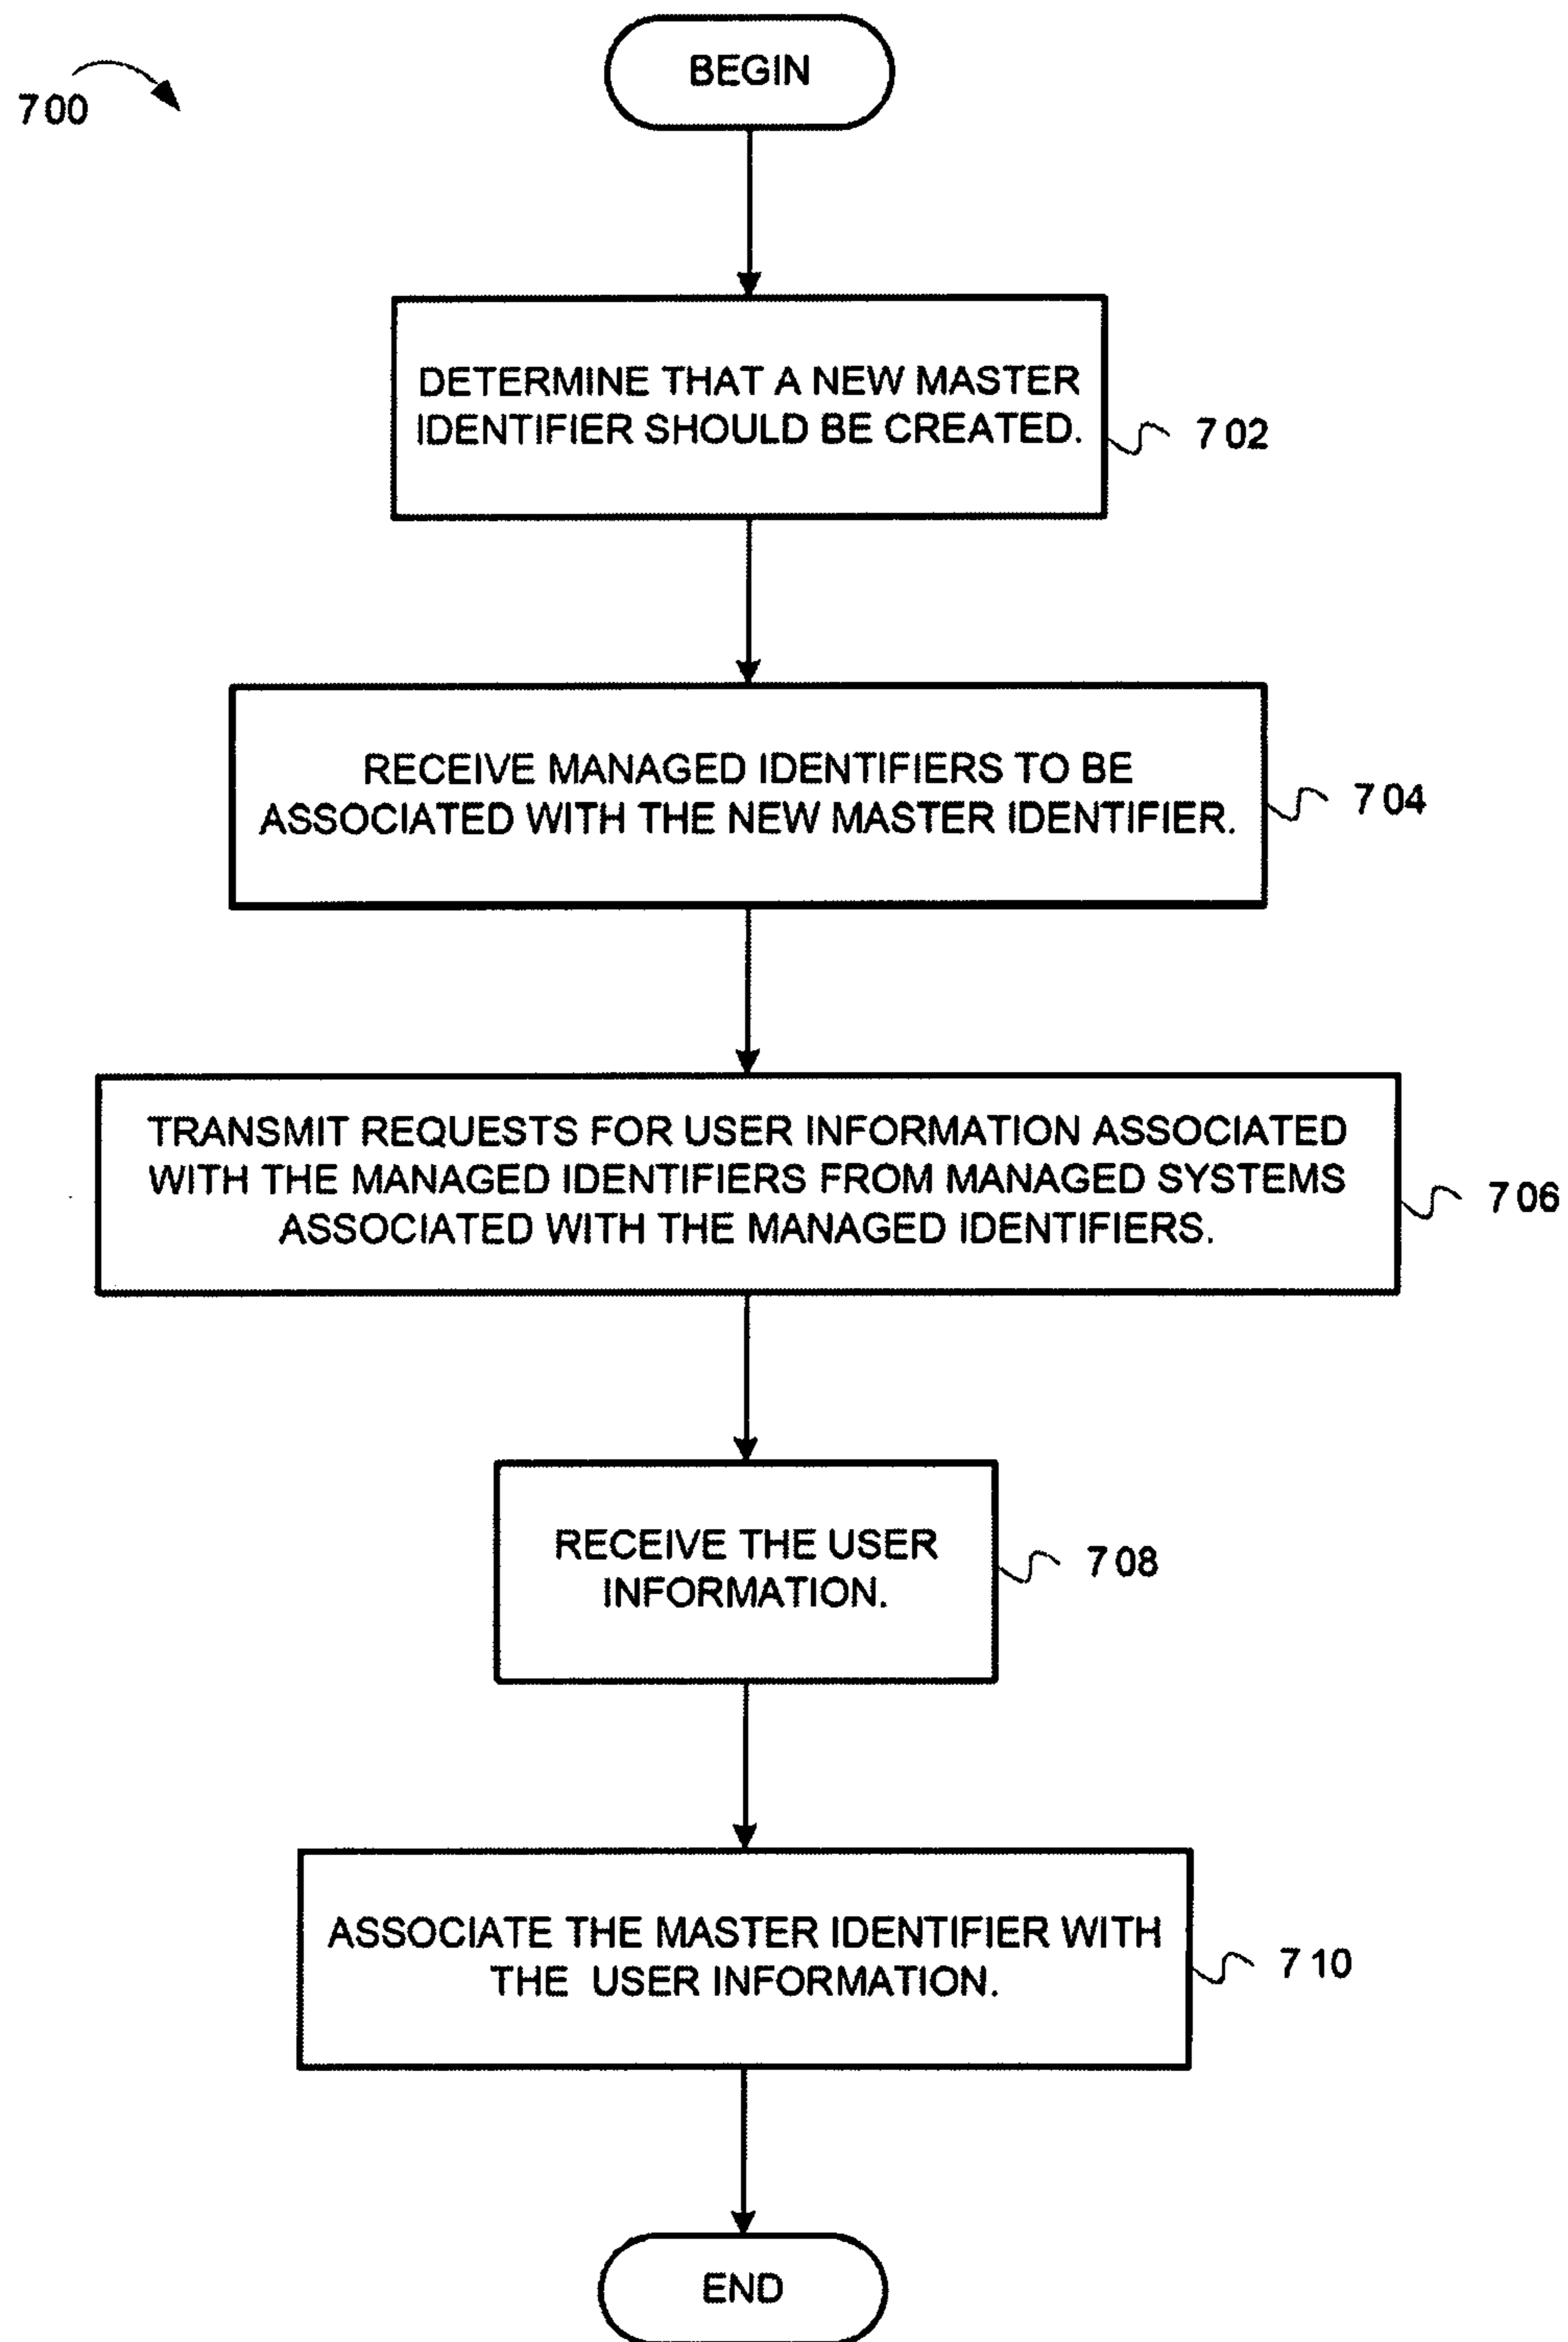 BEGIN
700
DETERMINE THAT A NEW MASTER
IDENTIFIER SHOULD BE CREATED.
702
RECEIVE MANAGED IDENTIFIERS TO BE
ASSOCIATED WITH THE NEW MASTER IDENTIFIER.
704
TRANSMIT REQUESTS FOR USER INFORMATION ASSOCIATED
WITH THE MANAGED IDENTIFIERS FROM MANAGED SYSTEMS
ASSOCIATED WITH THE MANAGED IDENTIFIERS.
706
RECEIVE THE USER
INFORMATION.
708
ASSOCIATE THE MASTER IDENTIFIER WITH
THE USER INFORMATION.
710
END